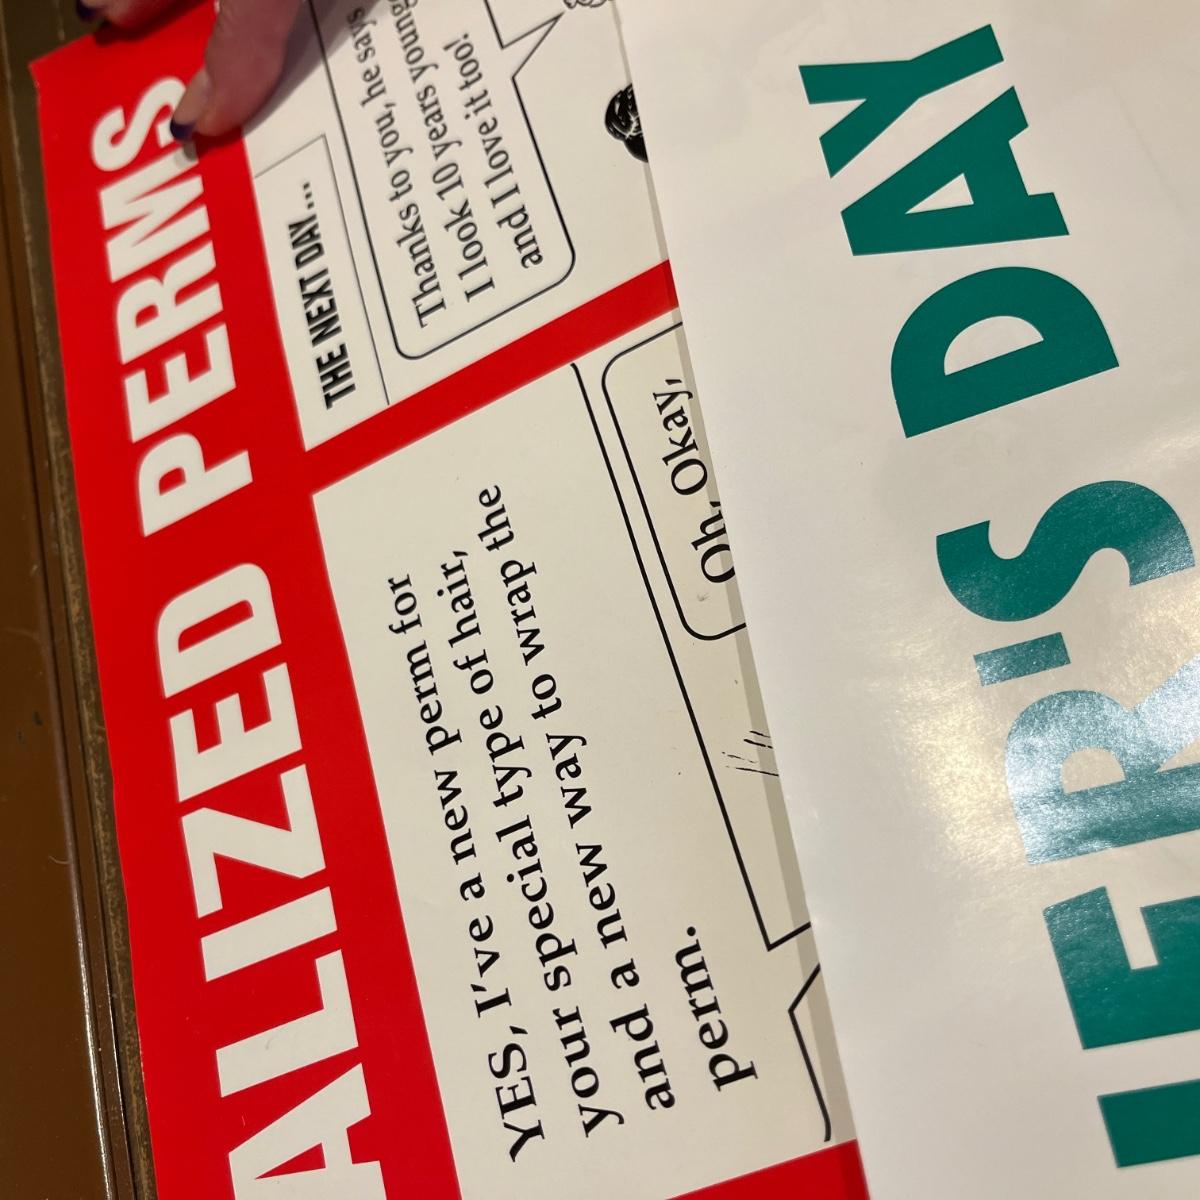 ALIZED PERMS
YES, I've a new perm for
your special type of hair,
and a new way to wrap the
perm.
Oh, Okay,
THE NEXT DAY...
Thanks to you, he says
I look 10 years young
and I love it too!
HER'S DAY